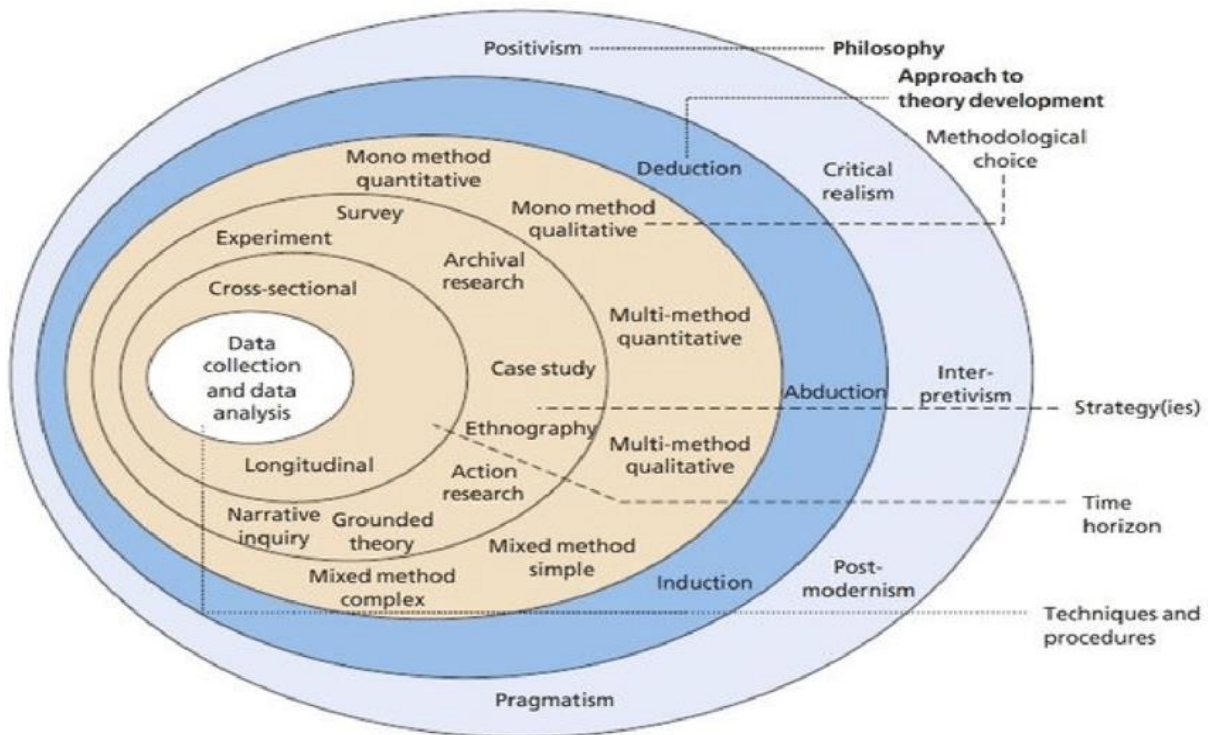 Positivism
Philosophy
Approach to
theory development
Methodological
choice
Mono method
quantitative
Deduction
Critical
realism
Survey
Mono method
qualitative
Experiment
Archival
research
Cross-sectional
Multi-method
quantitative
Data
collection
and data
analysis
Case study
Abduction
Inter-
pretivism
Strategy(ies)
Ethnography
Multi-method
qualitative
Longitudinal
Action
research
Time
horizon
Narrative
inquiry
Grounded
theory
Mixed method
simple
Mixed method
complex
Induction
Post-
modernism
Techniques and
procedures
Pragmatism